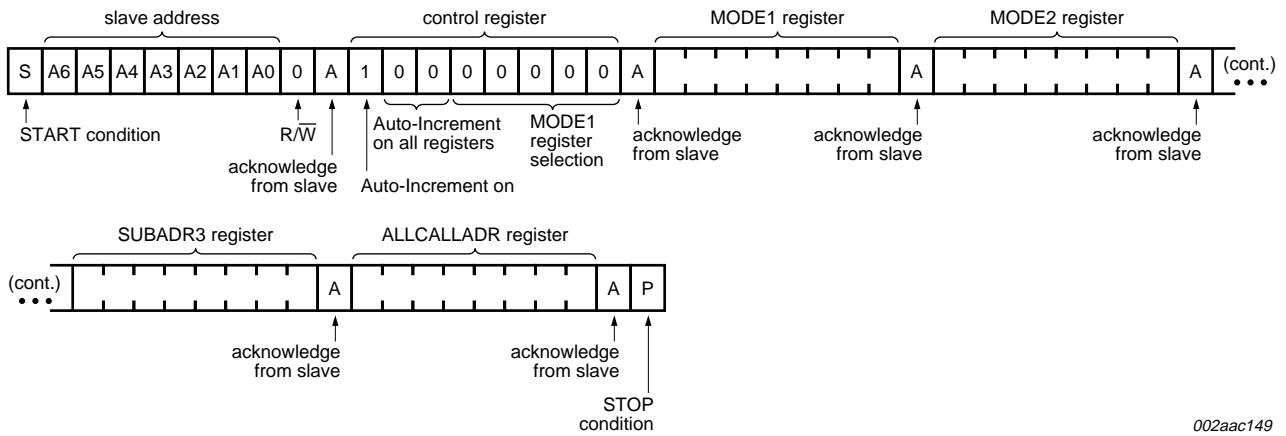 slave address control register MODE1 register MODE2 register
S A6 A5 A4 A3 A2 A1 A0 0 A 1 0 0 0 0 0 0 0 A A A (cont.)
START condition R/W̅ Auto-Increment MODE1 acknowledge acknowledge acknowledge
on all registers register from slave from slave from slave
selection
acknowledge
from slave Auto-Increment on
SUBADR3 register ALLCALLADR register
(cont.) A A P
acknowledge acknowledge
from slave from slave
STOP
condition
002aac149